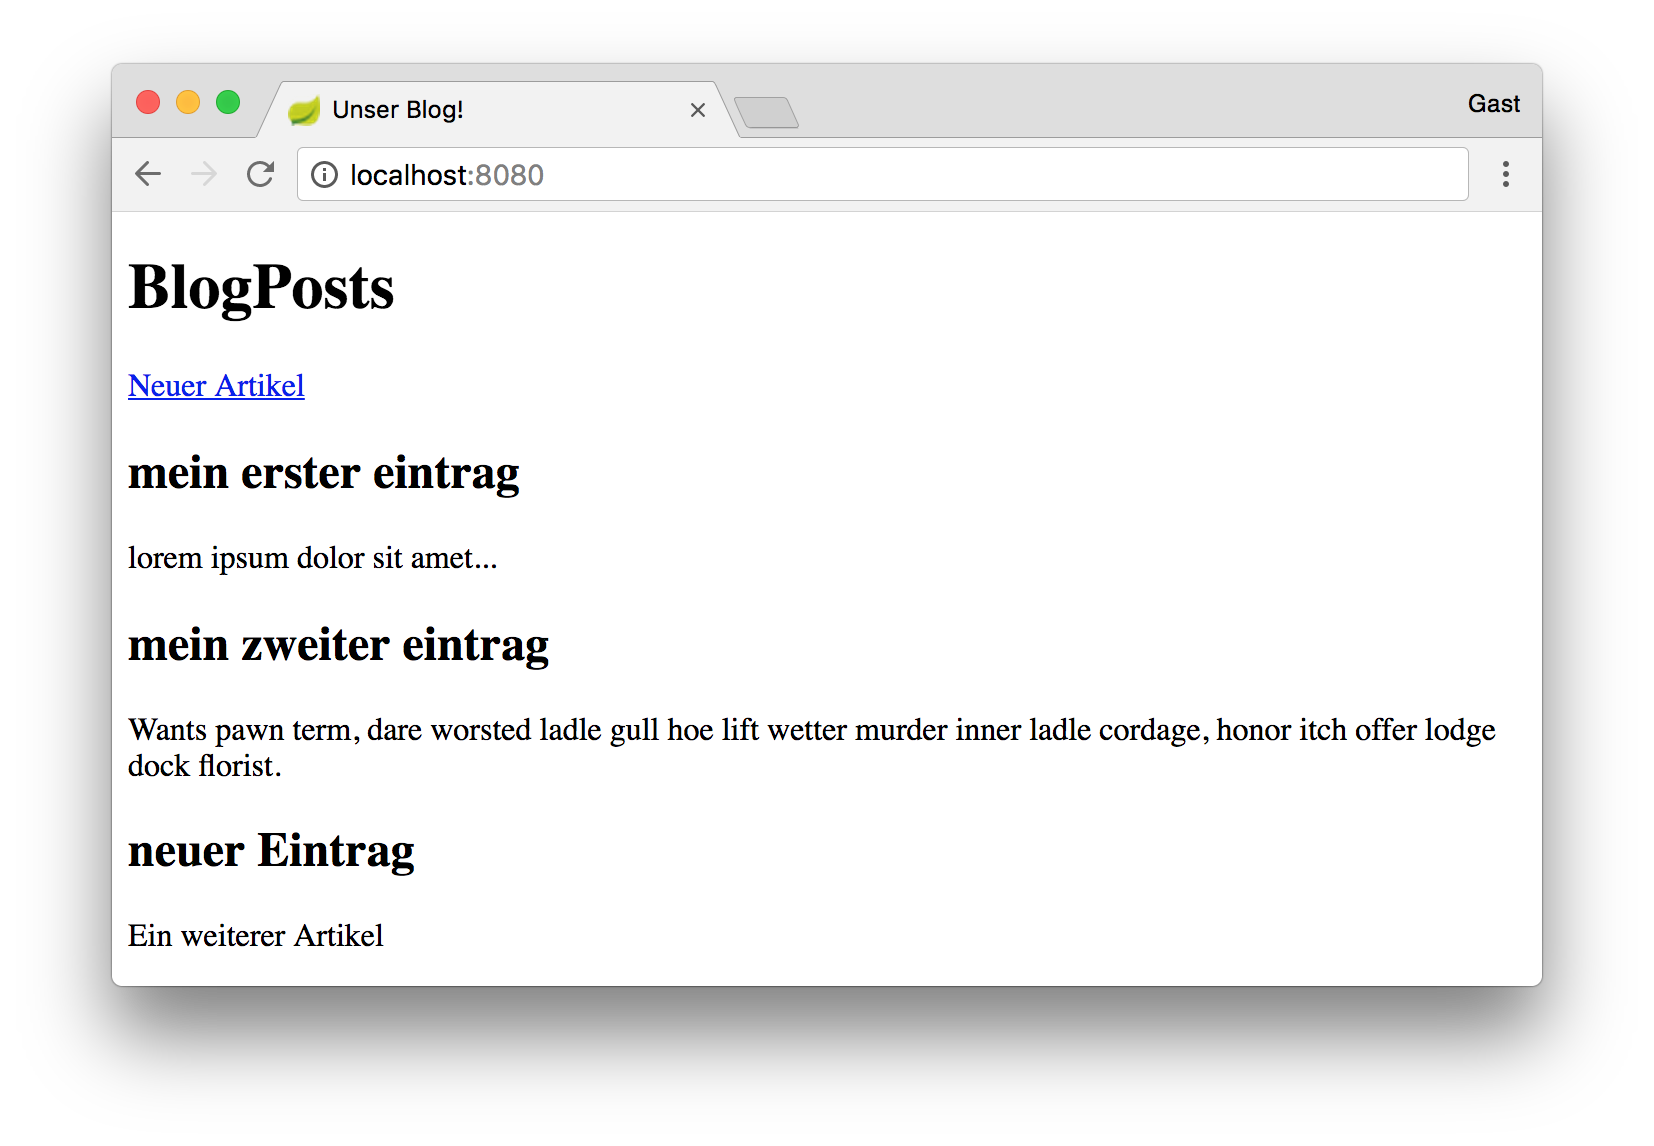 Unser Blog!
Gast
localhost:8080
BlogPosts
Neuer Artikel
mein erster eintrag
lorem ipsum dolor sit amet...
mein zweiter eintrag
Wants pawn term, dare worsted ladle gull hoe lift wetter murder inner ladle cordage, honor itch offer lodge
dock florist.
neuer Eintrag
Ein weiterer Artikel